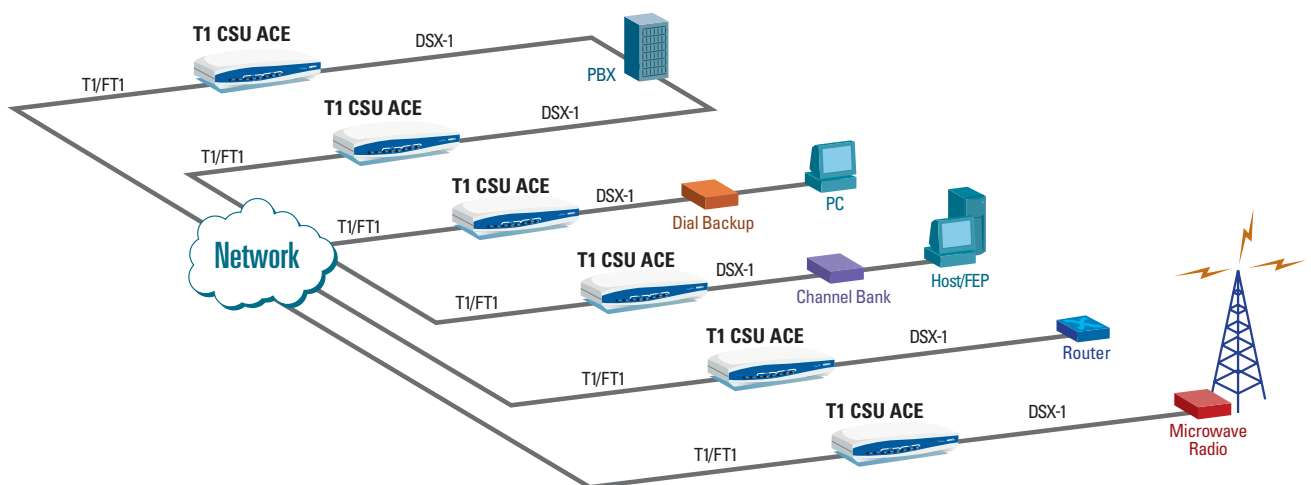 T1 CSU ACE
DSX-1
PBX
T1/FT1
T1 CSU ACE
DSX-1
T1/FT1
T1 CSU ACE
DSX-1
Dial Backup
PC
T1/FT1
Network
T1 CSU ACE
DSX-1
Channel Bank
Host/FEP
T1/FT1
T1 CSU ACE
DSX-1
Router
T1/FT1
T1 CSU ACE
DSX-1
Microwave
Radio
T1/FT1